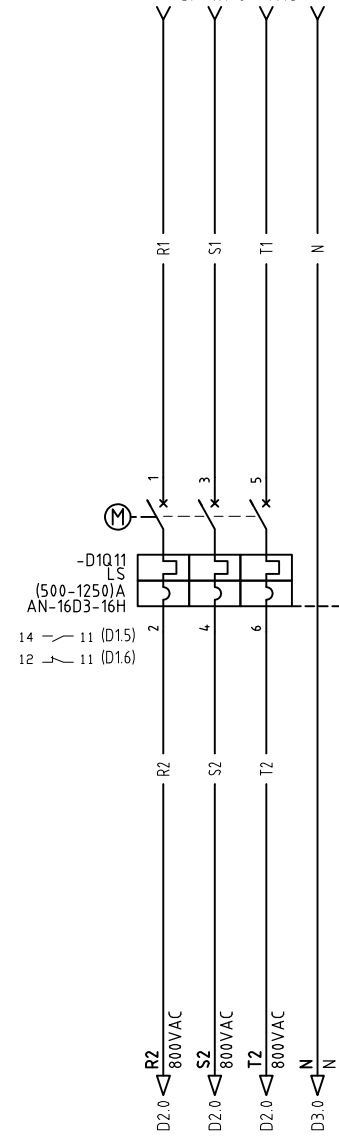 R1
S1
T1
N
1
3
5
M
-D1Q11
LS
(500-1250)A
AN-16D3-16H
2
4
6
14 11 (D1.5)
12 11 (D1.6)
R2
S2
T2
R2
800VAC
S2
800VAC
T2
800VAC
N
N
D2.0
D2.0
D2.0
D3.0